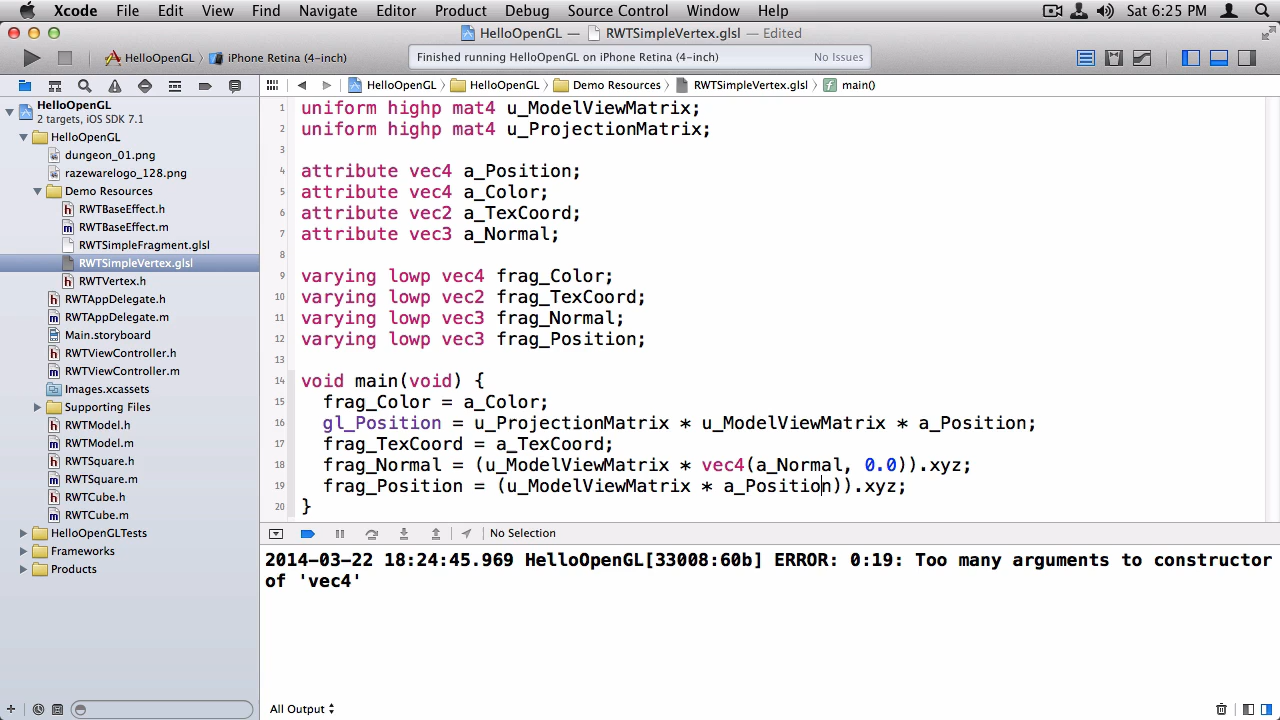 Xcode File Edit View Find Navigate Editor Product Debug Source Control Window Help Sat 6:25 PM
HelloOpenGL — RWTSimpleVertex.glsl — Edited
HelloOpenGL iPhone Retina (4-inch) Finished running HelloOpenGL on iPhone Retina (4-inch) No Issues
HelloOpenGL HelloOpenGL Demo Resources RWTSimpleVertex.glsl main()
HelloOpenGL
2 targets, iOS SDK 7.1
HelloOpenGL
dungeon_01.png
razewarelogo_128.png
Demo Resources
h RWTBaseEffect.h
m RWTBaseEffect.m
RWTSimpleFragment.glsl
RWTSimpleVertex.glsl
h RWTVertex.h
h RWTAppDelegate.h
m RWTAppDelegate.m
Main.storyboard
h RWTViewController.h
m RWTViewController.m
Images.xcassets
Supporting Files
h RWTModel.h
m RWTModel.m
h RWTSquare.h
m RWTSquare.m
h RWTCube.h
m RWTCube.m
HelloOpenGLTests
Frameworks
Products
1 uniform highp mat4 u_ModelViewMatrix;
2 uniform highp mat4 u_ProjectionMatrix;
3
4 attribute vec4 a_Position;
5 attribute vec4 a_Color;
6 attribute vec2 a_TexCoord;
7 attribute vec3 a_Normal;
8
9 varying lowp vec4 frag_Color;
10 varying lowp vec2 frag_TexCoord;
11 varying lowp vec3 frag_Normal;
12 varying lowp vec3 frag_Position;
13
14 void main(void) {
15 frag_Color = a_Color;
16 gl_Position = u_ProjectionMatrix * u_ModelViewMatrix * a_Position;
17 frag_TexCoord = a_TexCoord;
18 frag_Normal = (u_ModelViewMatrix * vec4(a_Normal, 0.0)).xyz;
19 frag_Position = (u_ModelViewMatrix * a_Position)).xyz;
20 }
No Selection
2014-03-22 18:24:45.969 HelloOpenGL[33008:60b] ERROR: 0:19: Too many arguments to constructor
of 'vec4'
All Output